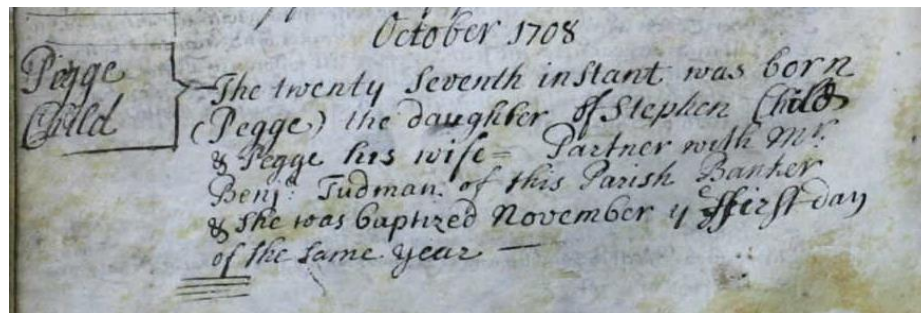 October 1708
Pegge
Child
The twenty Seventh instant was born
(Pegge) the daughter of Stephen Child
& Pegge his wife = Partner with Mr.
Benj: Tudman: of this Parish Banker
& She was baptized November ye ffirst day
of the same year —